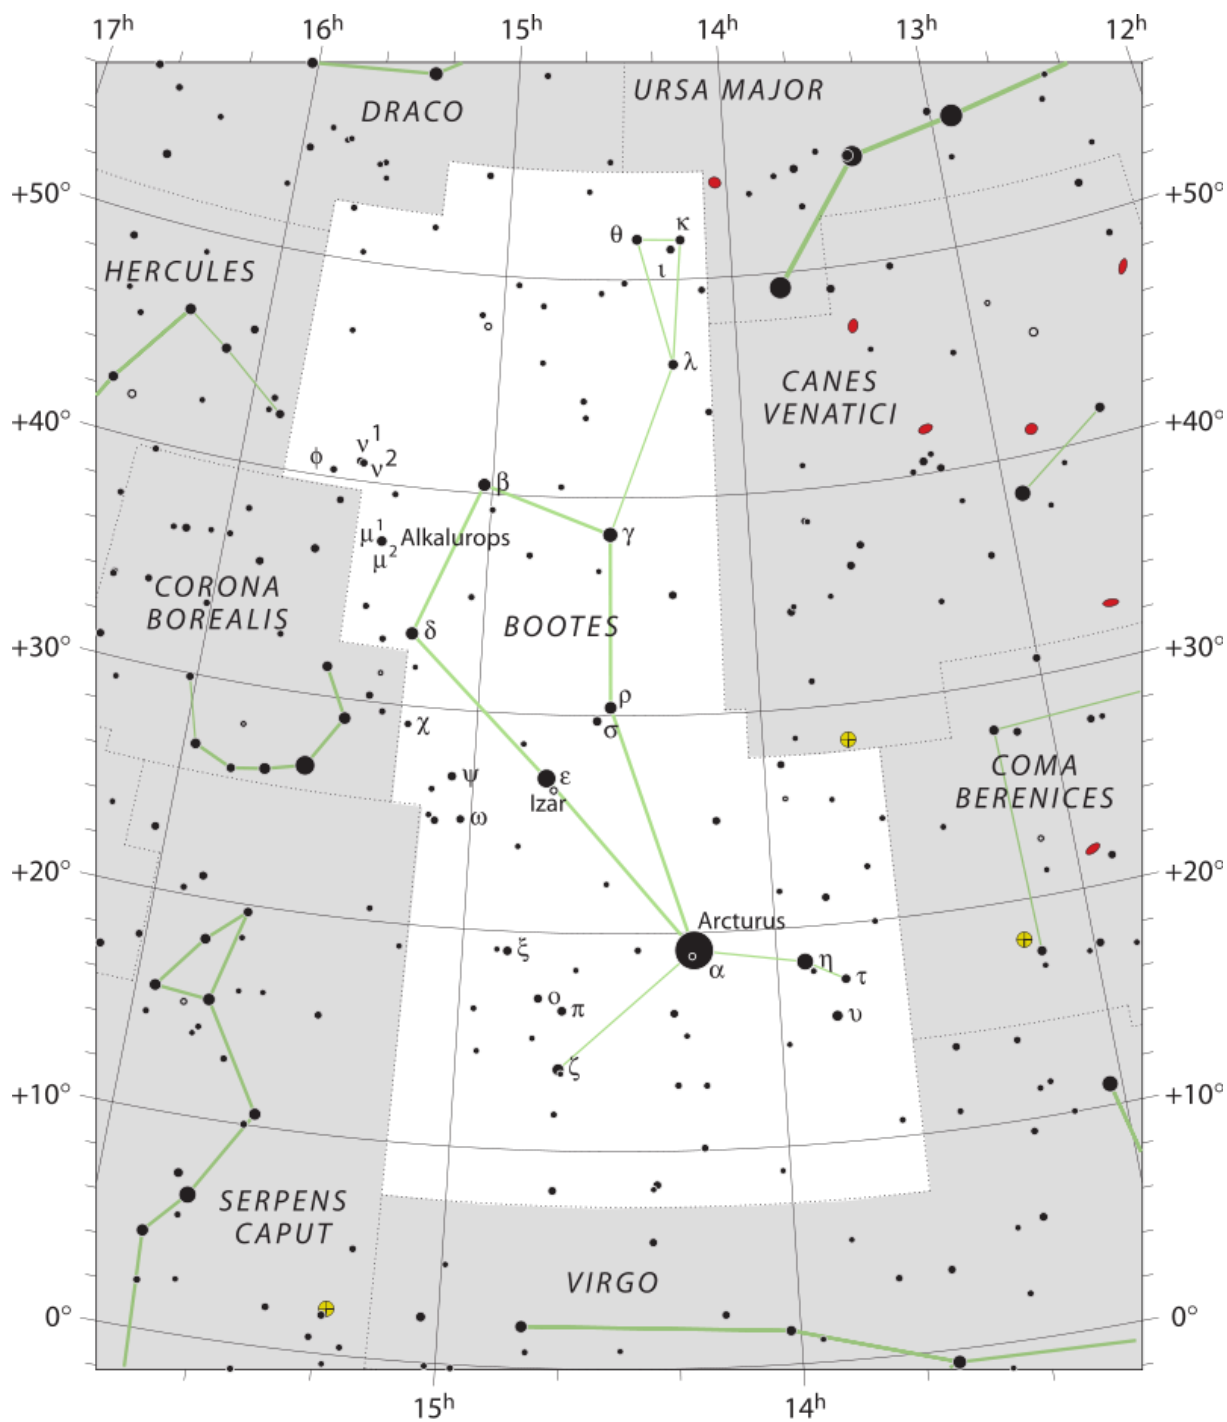 17h 16h 15h 14h 13h 12h
DRACO
URSA MAJOR
+50° +50°
θ κ
ι
HERCULES
λ
CANES
VENATICI
+40° +40°
ϕ ν1
ν2
β
μ1 Alkalurops
μ2
γ
CORONA
BOREALIS
BOOTES
δ
+30° +30°
ρ
σ
χ
ψ
ε
Izar
ω
COMA
BERENICES
+20° +20°
Arcturus
ξ
α
η
τ
ο
π
υ
ζ
+10° +10°
SERPENS
CAPUT
VIRGO
0° 0°
15h 14h